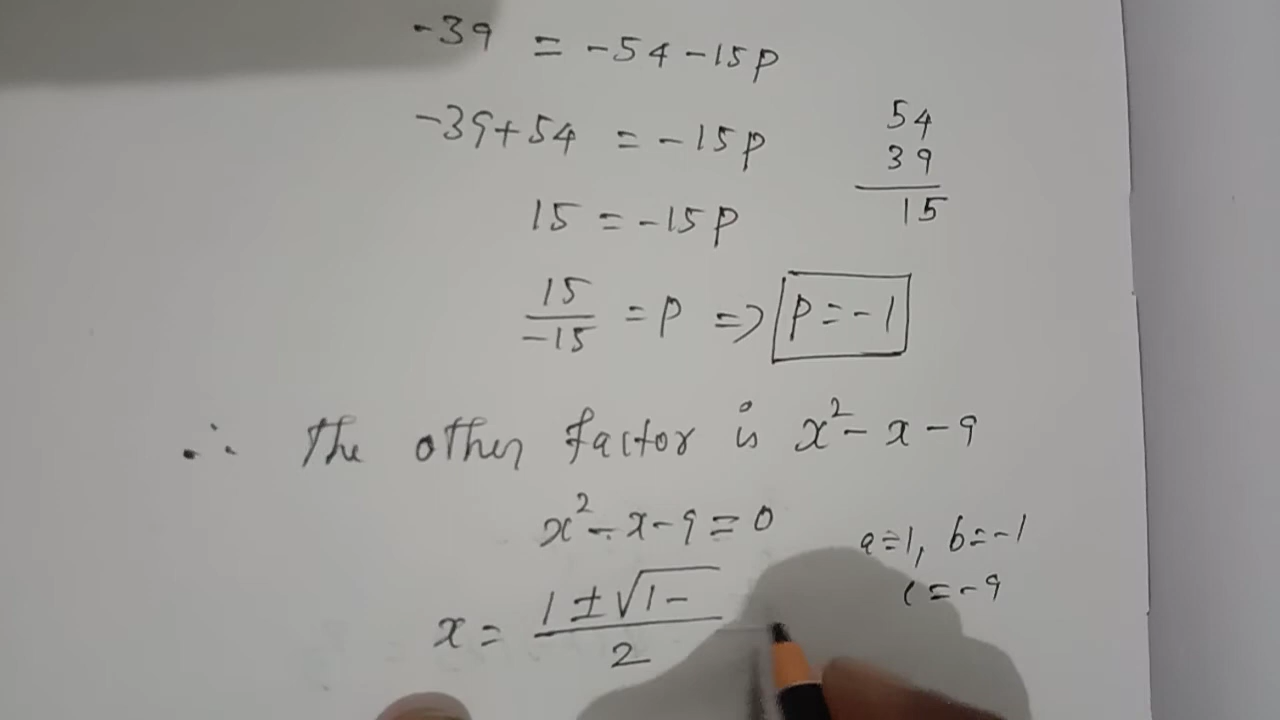 -39 = -54-15p
-39+54 = -15p
54
39
15
15 = -15p
15/-15 = p => p = -1
∴ the other factor is x² - x - 9
x² - x - 9 = 0
a=1, b=-1
c=-9
x = 1 ± √1- / 2